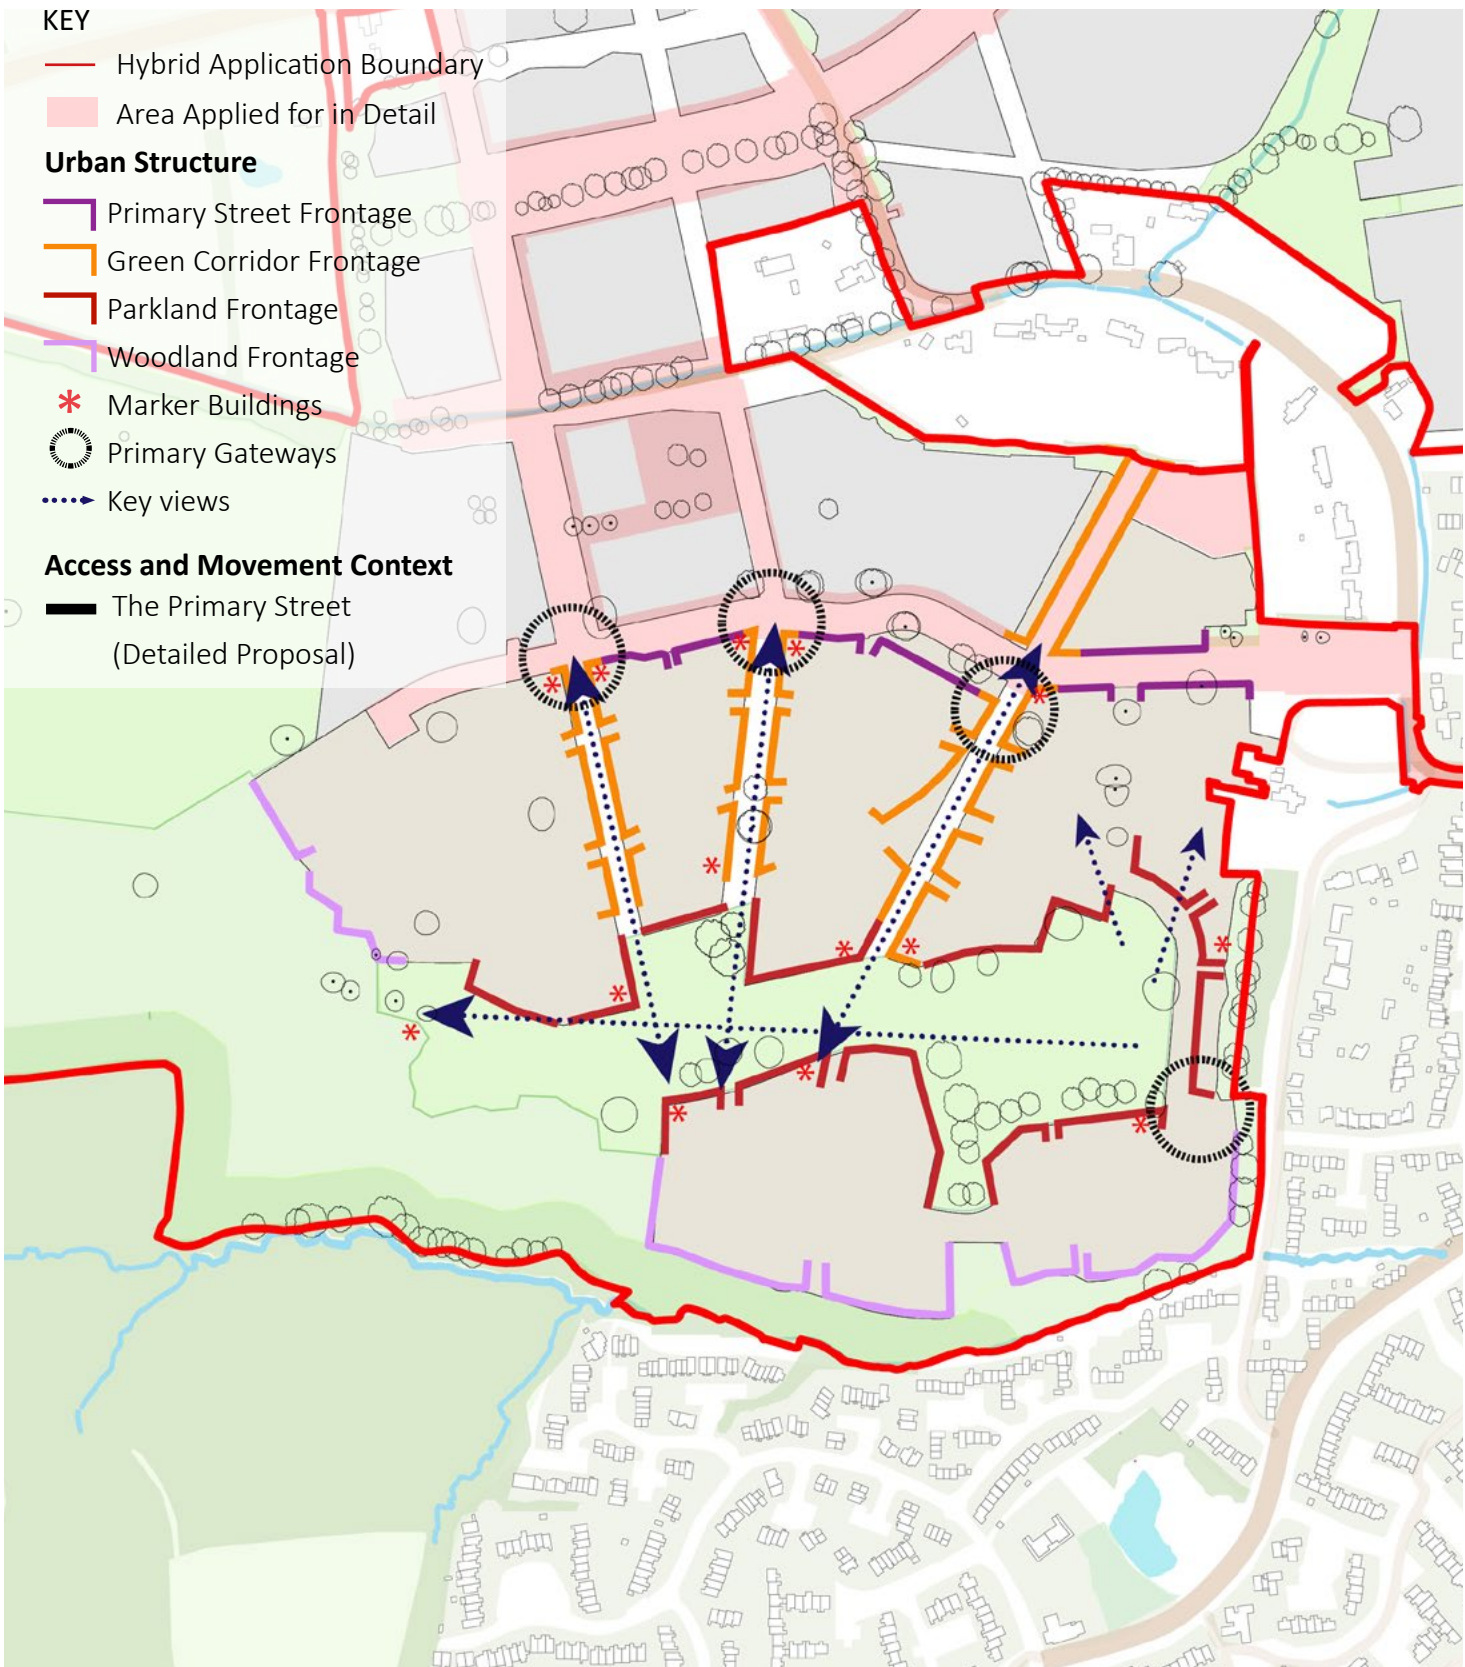 KEY
Hybrid Application Boundary
Area Applied for in Detail
Urban Structure
Primary Street Frontage
Green Corridor Frontage
Parkland Frontage
Woodland Frontage
Marker Buildings
Primary Gateways
Key views
Access and Movement Context
The Primary Street
(Detailed Proposal)